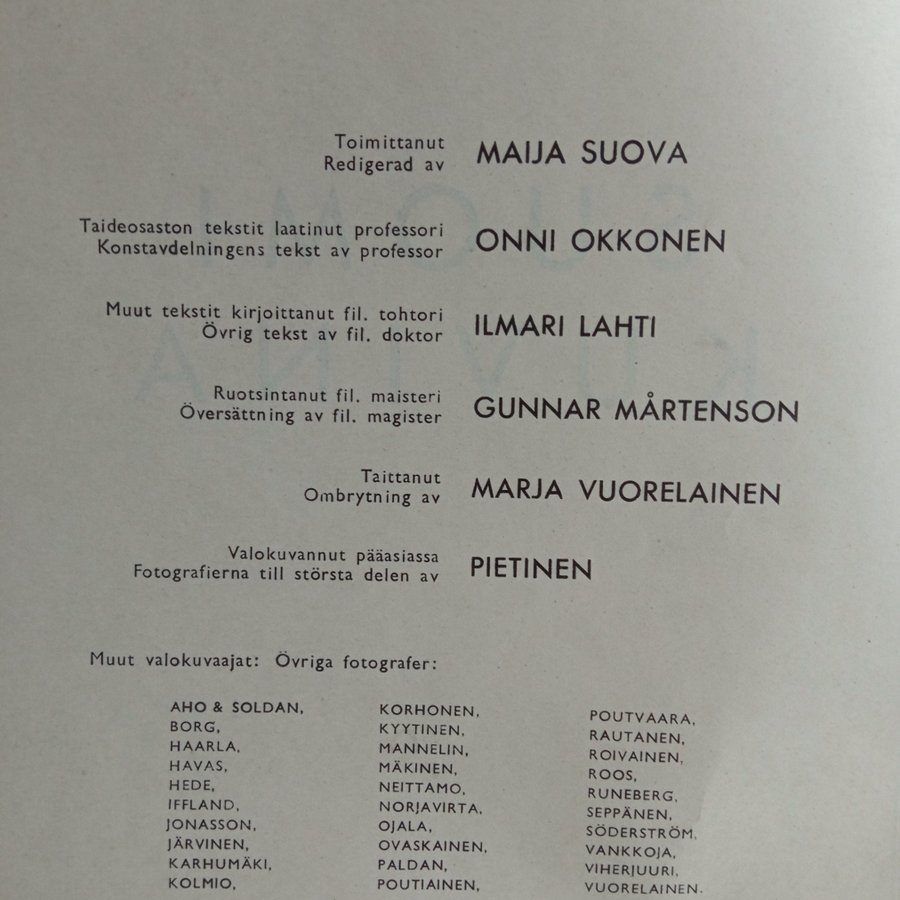 Toimittanut
Redigerad av
MAIJA SUOVA
Taideosaston tekstit laatinut professori
Konstavdelningens tekst av professor
ONNI OKKONEN
Muut tekstit kirjoittanut fil. tohtori
Övrig tekst av fil. doktor
ILMARI LAHTI
Ruotsintanut fil. maisteri
Översättning av fil. magister
GUNNAR MÅRTENSON
Taittanut
Ombrytning av
MARJA VUORELAINEN
Valokuvannut pääasiassa
Fotografierna till största delen av
PIETINEN
Muut valokuvaajat: Övriga fotografer:
AHO & SOLDAN,
BORG,
HAARLA,
HAVAS,
HEDE,
IFFLAND,
JONASSON,
JÄRVINEN,
KARHUMÄKI,
KOLMIO,
KORHONEN,
KYYTINEN,
MANNELIN,
MÄKINEN,
NEITTAMO,
NORJAVIRTA,
OJALA,
OVASKAINEN,
PALDAN,
POUTIAINEN,
POUTVAARA,
RAUTANEN,
ROIVAINEN,
ROOS,
RUNEBERG,
SEPPÄNEN,
SÖDERSTRÖM,
VANKKOJA,
VIHERJUURI,
VUORELAINEN.